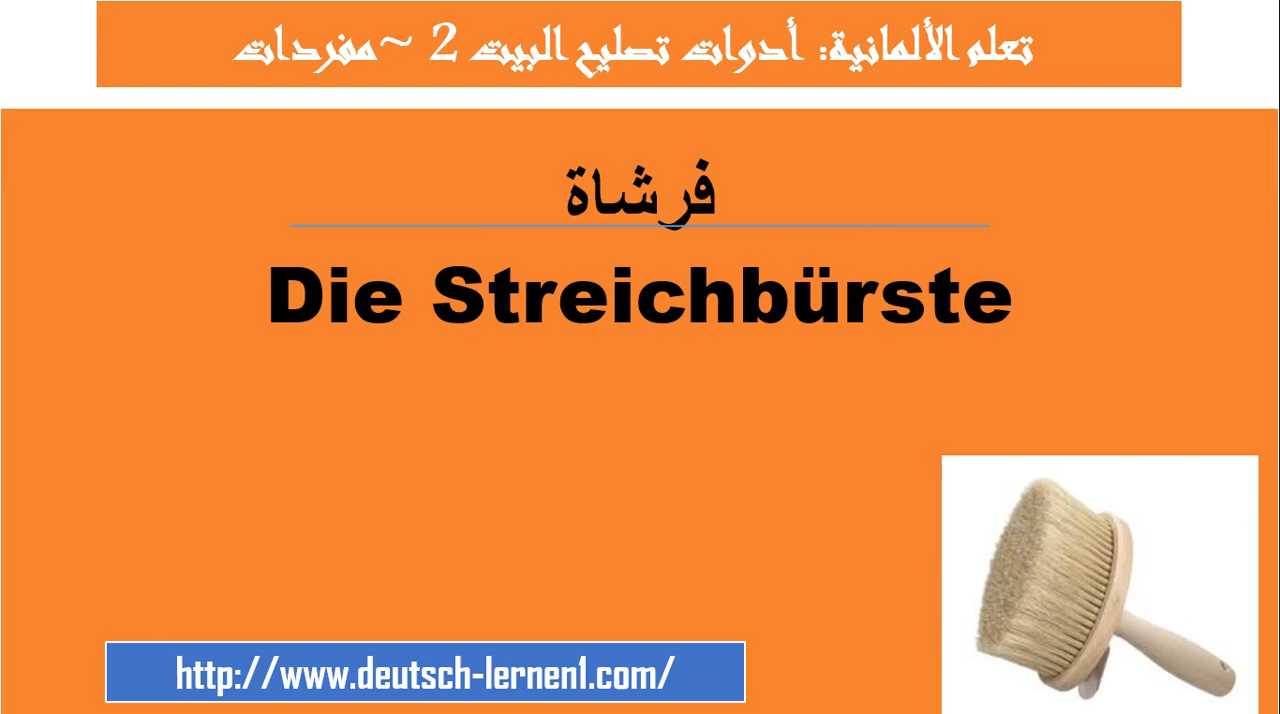 تعلم الألمانية: أدوات تصليح البيت 2 ~مفردات
فرشاة
Die Streichbürste
http://www.deutsch-lernen1.com/